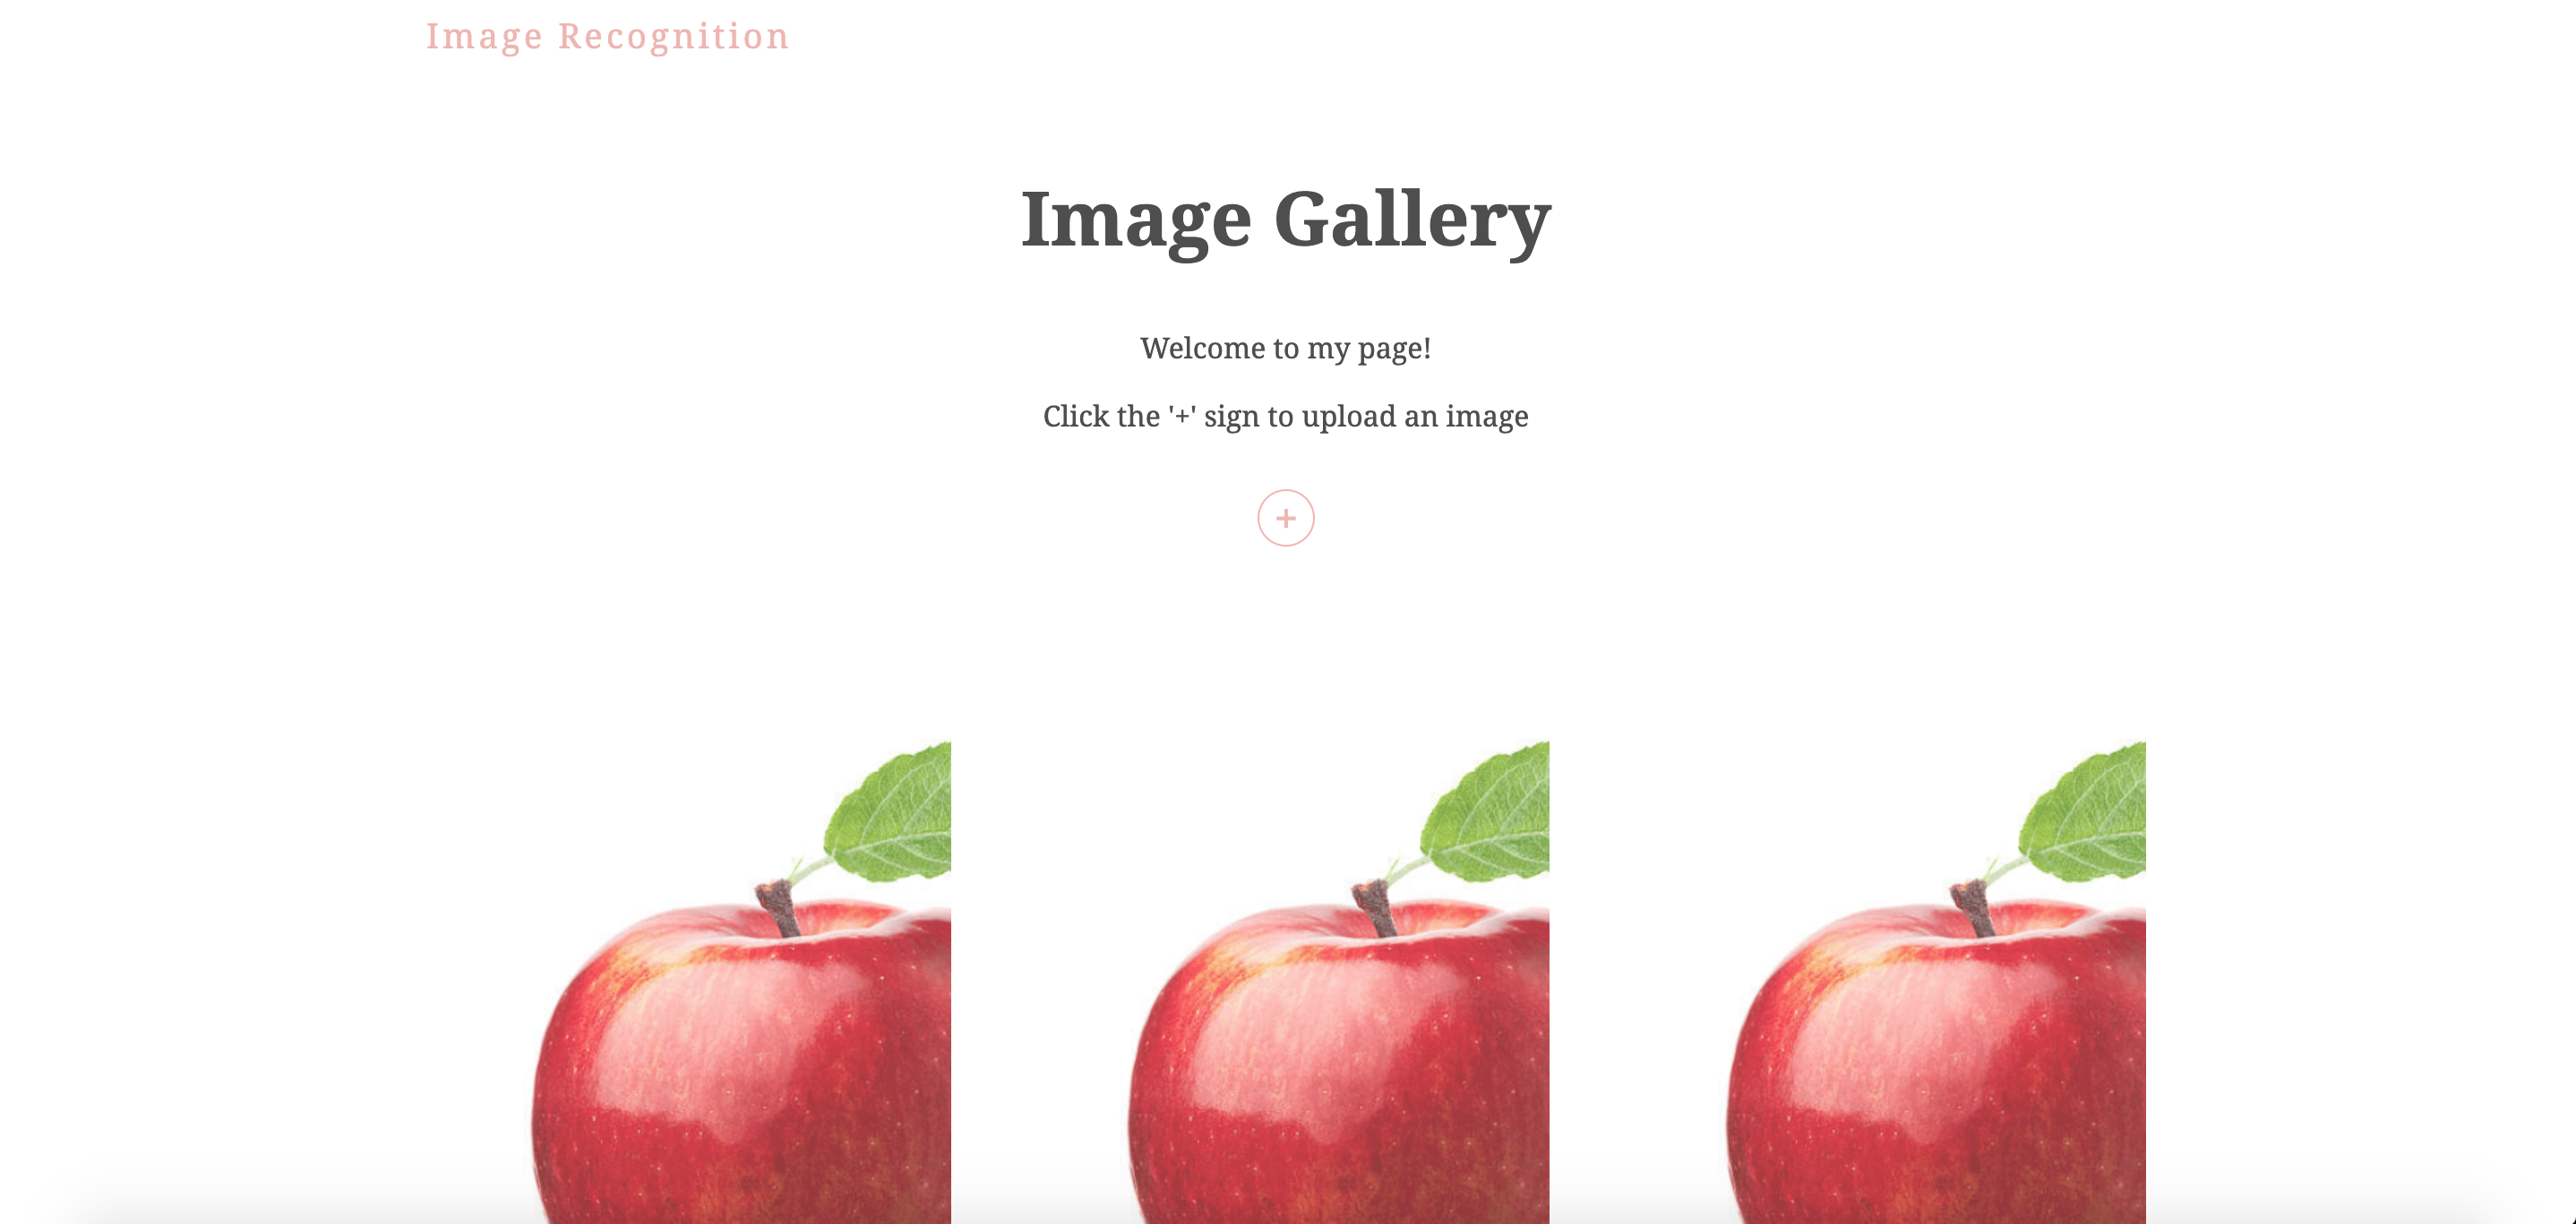 Image Recognition
Image Gallery
Welcome to my page!
Click the '+' sign to upload an image
+